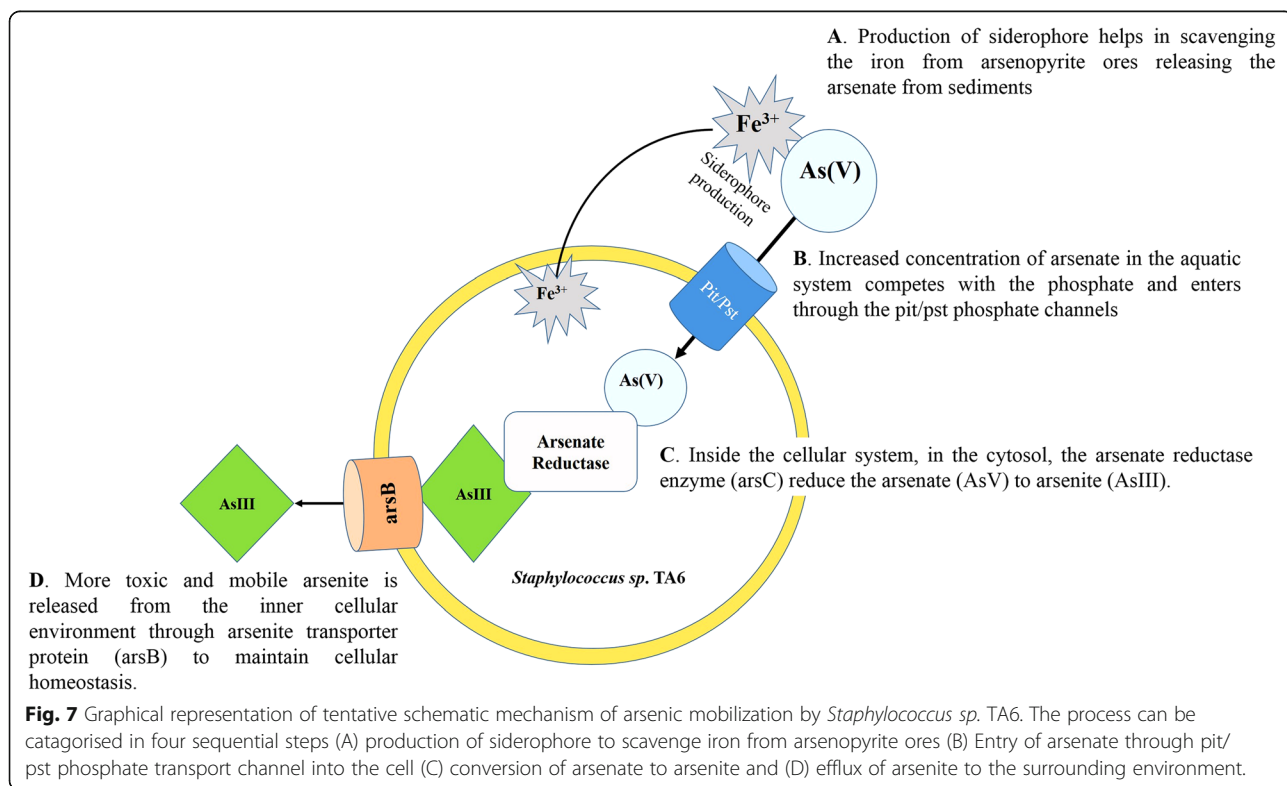 A. Production of siderophore helps in scavenging
the iron from arsenopyrite ores releasing the
arsenate from sediments
Fe³⁺
As(V)
Siderophore
production
B. Increased concentration of arsenate in the aquatic
system competes with the phosphate and enters
through the pit/pst phosphate channels
Pit/Pst
Fe³⁺
As(V)
Arsenate
Reductase
C. Inside the cellular system, in the cytosol, the arsenate reductase
enzyme (arsC) reduce the arsenate (AsV) to arsenite (AsIII).
AsIII
arsB
AsIII
Staphylococcus sp. TA6
D. More toxic and mobile arsenite is
released from the inner cellular
environment through arsenite transporter
protein (arsB) to maintain cellular
homeostasis.
Fig. 7 Graphical representation of tentative schematic mechanism of arsenic mobilization by Staphylococcus sp. TA6. The process can be
catagorised in four sequential steps (A) production of siderophore to scavenge iron from arsenopyrite ores (B) Entry of arsenate through pit/
pst phosphate transport channel into the cell (C) conversion of arsenate to arsenite and (D) efflux of arsenite to the surrounding environment.